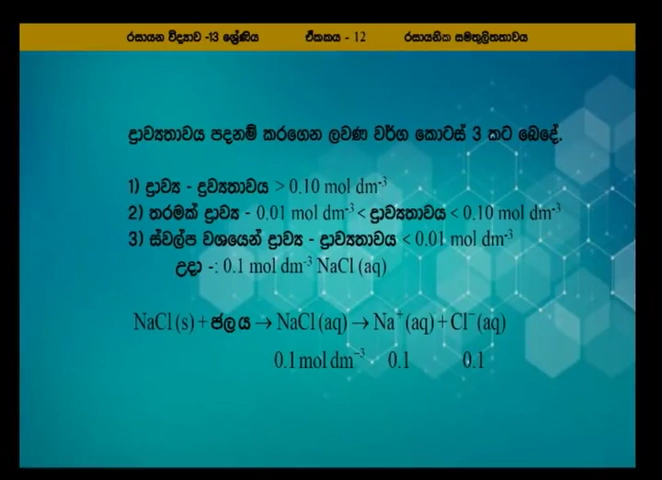 රසායන විද්‍යාව -13 ශ්‍රේණිය ඒකකය - 12 රසායනික සමතුලිතතාවය
ද්‍රාව්‍යතාවය පදනම් කරගෙන ලවණ වර්ග කොටස් 3 කට බෙදේ.
1) ද්‍රාව්‍ය - ද්‍රව්‍යතාවය > 0.10 mol dm⁻³
2) තරමක් ද්‍රාව්‍ය - 0.01 mol dm⁻³ < ද්‍රාව්‍යතාවය < 0.10 mol dm⁻³
3) ස්වල්ප වශයෙන් ද්‍රාව්‍ය - ද්‍රාව්‍යතාවය < 0.01 mol dm⁻³
උදා -: 0.1 mol dm⁻³ NaCl (aq)
NaCl (s) + ජලය → NaCl (aq) → Na⁺ (aq) + Cl⁻ (aq)
0.1 mol dm⁻³ 0.1 0.1